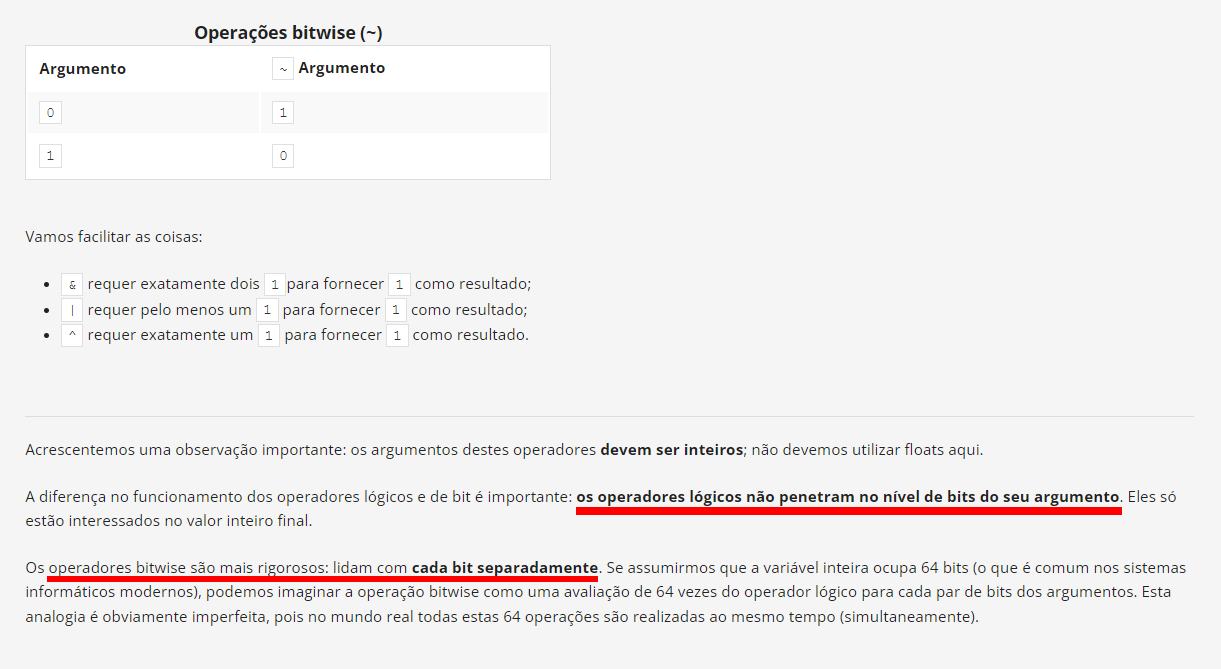 Operações bitwise (~)
Argumento ~ Argumento
0 1
1 0
Vamos facilitar as coisas:
• & requer exatamente dois 1 para fornecer 1 como resultado;
• | requer pelo menos um 1 para fornecer 1 como resultado;
• ^ requer exatamente um 1 para fornecer 1 como resultado.
Acrescentemos uma observação importante: os argumentos destes operadores devem ser inteiros; não devemos utilizar floats aqui.
A diferença no funcionamento dos operadores lógicos e de bit é importante: os operadores lógicos não penetram no nível de bits do seu argumento. Eles só
estão interessados no valor inteiro final.
Os operadores bitwise são mais rigorosos: lidam com cada bit separadamente. Se assumirmos que a variável inteira ocupa 64 bits (o que é comum nos sistemas
informáticos modernos), podemos imaginar a operação bitwise como uma avaliação de 64 vezes do operador lógico para cada par de bits dos argumentos. Esta
analogia é obviamente imperfeita, pois no mundo real todas estas 64 operações são realizadas ao mesmo tempo (simultaneamente).